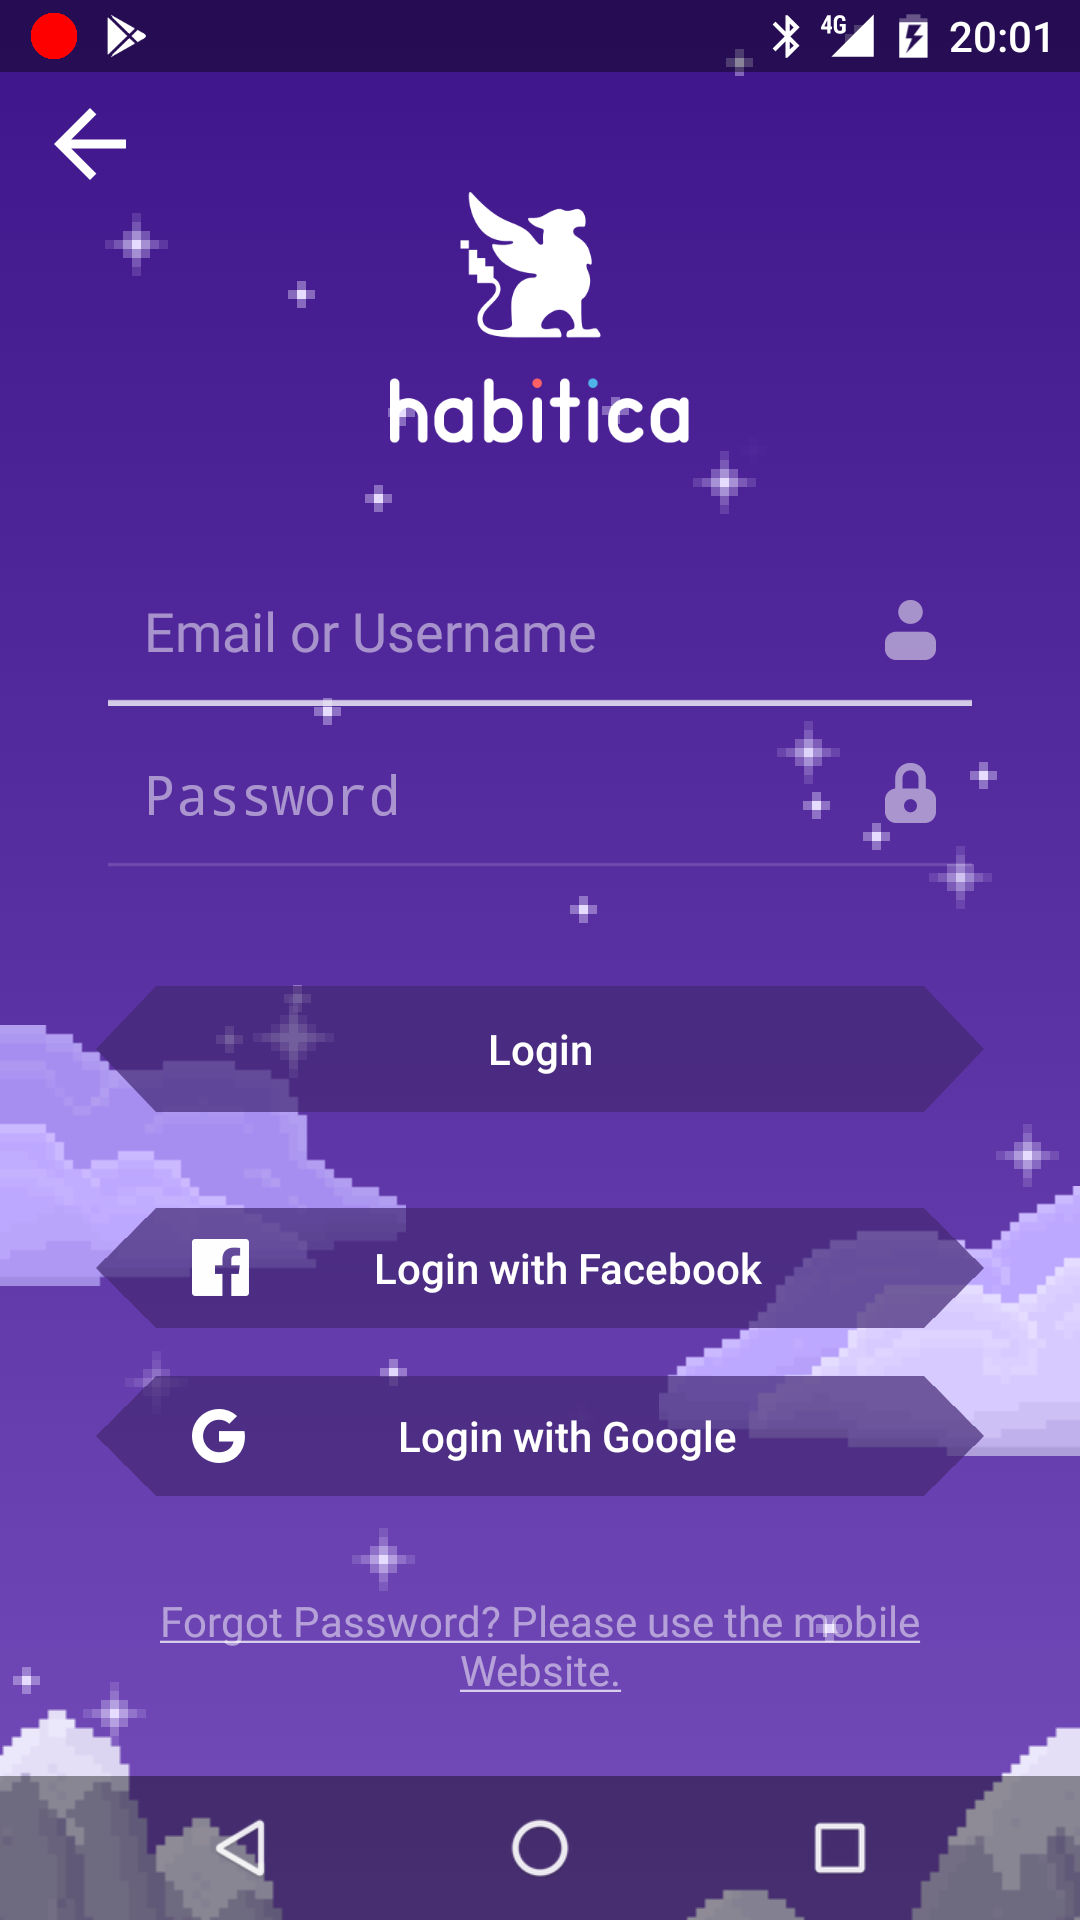 4G 20:01
habitica
Email or Username
Password
Login
Login with Facebook
Login with Google
Forgot Password? Please use the mobile
Website.